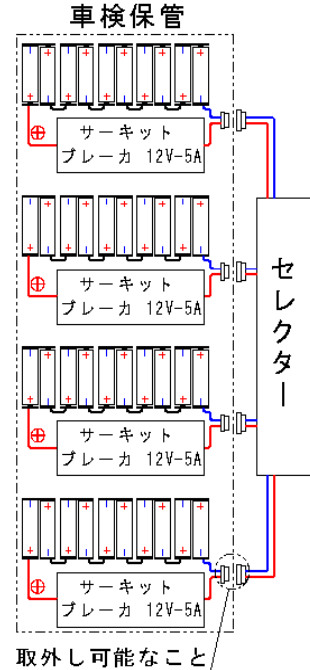 車検保管
サーキット
ブレーカ 12V-5A
サーキット
ブレーカ 12V-5A
セレクター
サーキット
ブレーカ 12V-5A
サーキット
ブレーカ 12V-5A
取外し可能なこと